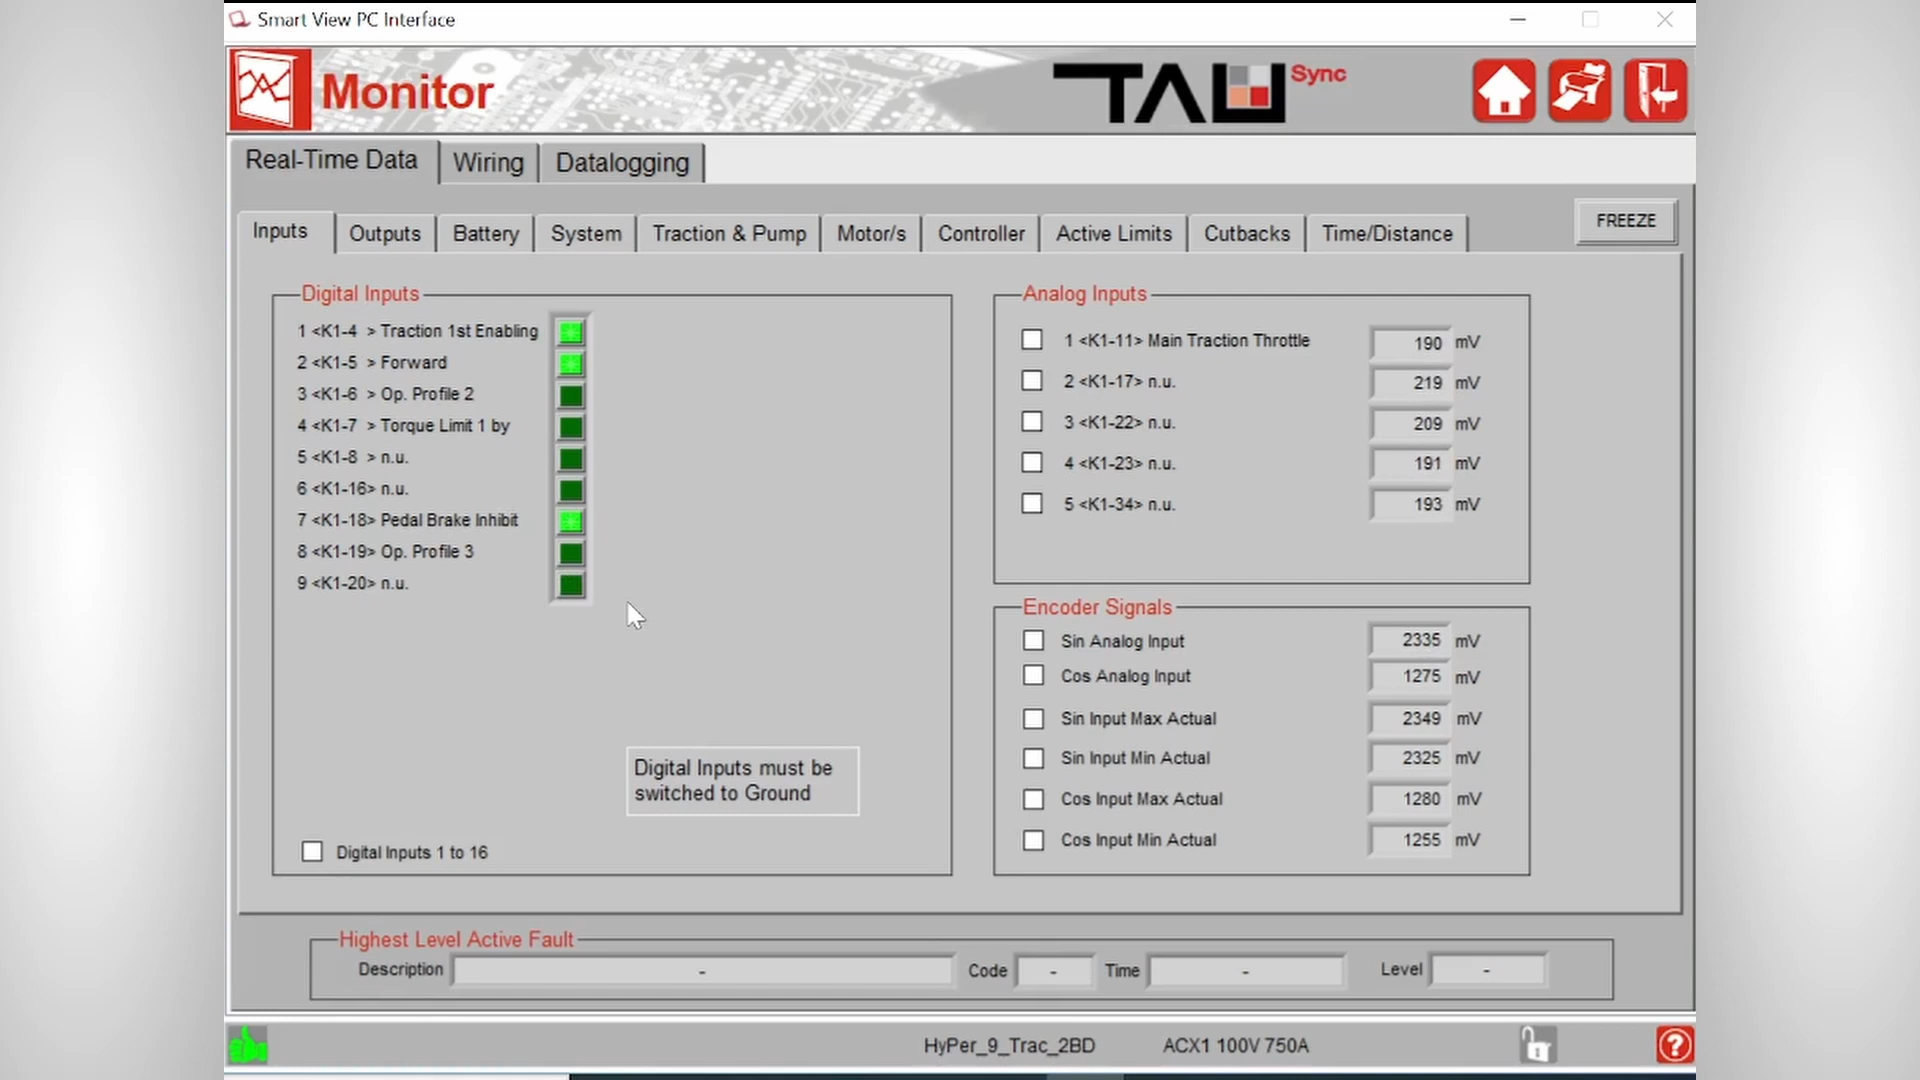 Smart View PC Interface
Monitor
TAU Sync
Real-Time Data Wiring Datalogging
Inputs Outputs Battery System Traction & Pump Motor/s Controller Active Limits Cutbacks Time/Distance FREEZE
Digital Inputs
1 <K1-4 > Traction 1st Enabling
2 <K1-5 > Forward
3 <K1-6 > Op. Profile 2
4 <K1-7 > Torque Limit 1 by
5 <K1-8 > n.u.
6 <K1-16> n.u.
7 <K1-18> Pedal Brake Inhibit
8 <K1-19> Op. Profile 3
9 <K1-20> n.u.
Digital Inputs must be
switched to Ground
Digital Inputs 1 to 16
Analog Inputs
1 <K1-11> Main Traction Throttle 190 mV
2 <K1-17> n.u. 219 mV
3 <K1-22> n.u. 209 mV
4 <K1-23> n.u. 191 mV
5 <K1-34> n.u. 193 mV
Encoder Signals
Sin Analog Input 2335 mV
Cos Analog Input 1275 mV
Sin Input Max Actual 2349 mV
Sin Input Min Actual 2325 mV
Cos Input Max Actual 1280 mV
Cos Input Min Actual 1255 mV
Highest Level Active Fault
Description - Code - Time - Level -
HyPer_9_Trac_2BD ACX1 100V 750A ?